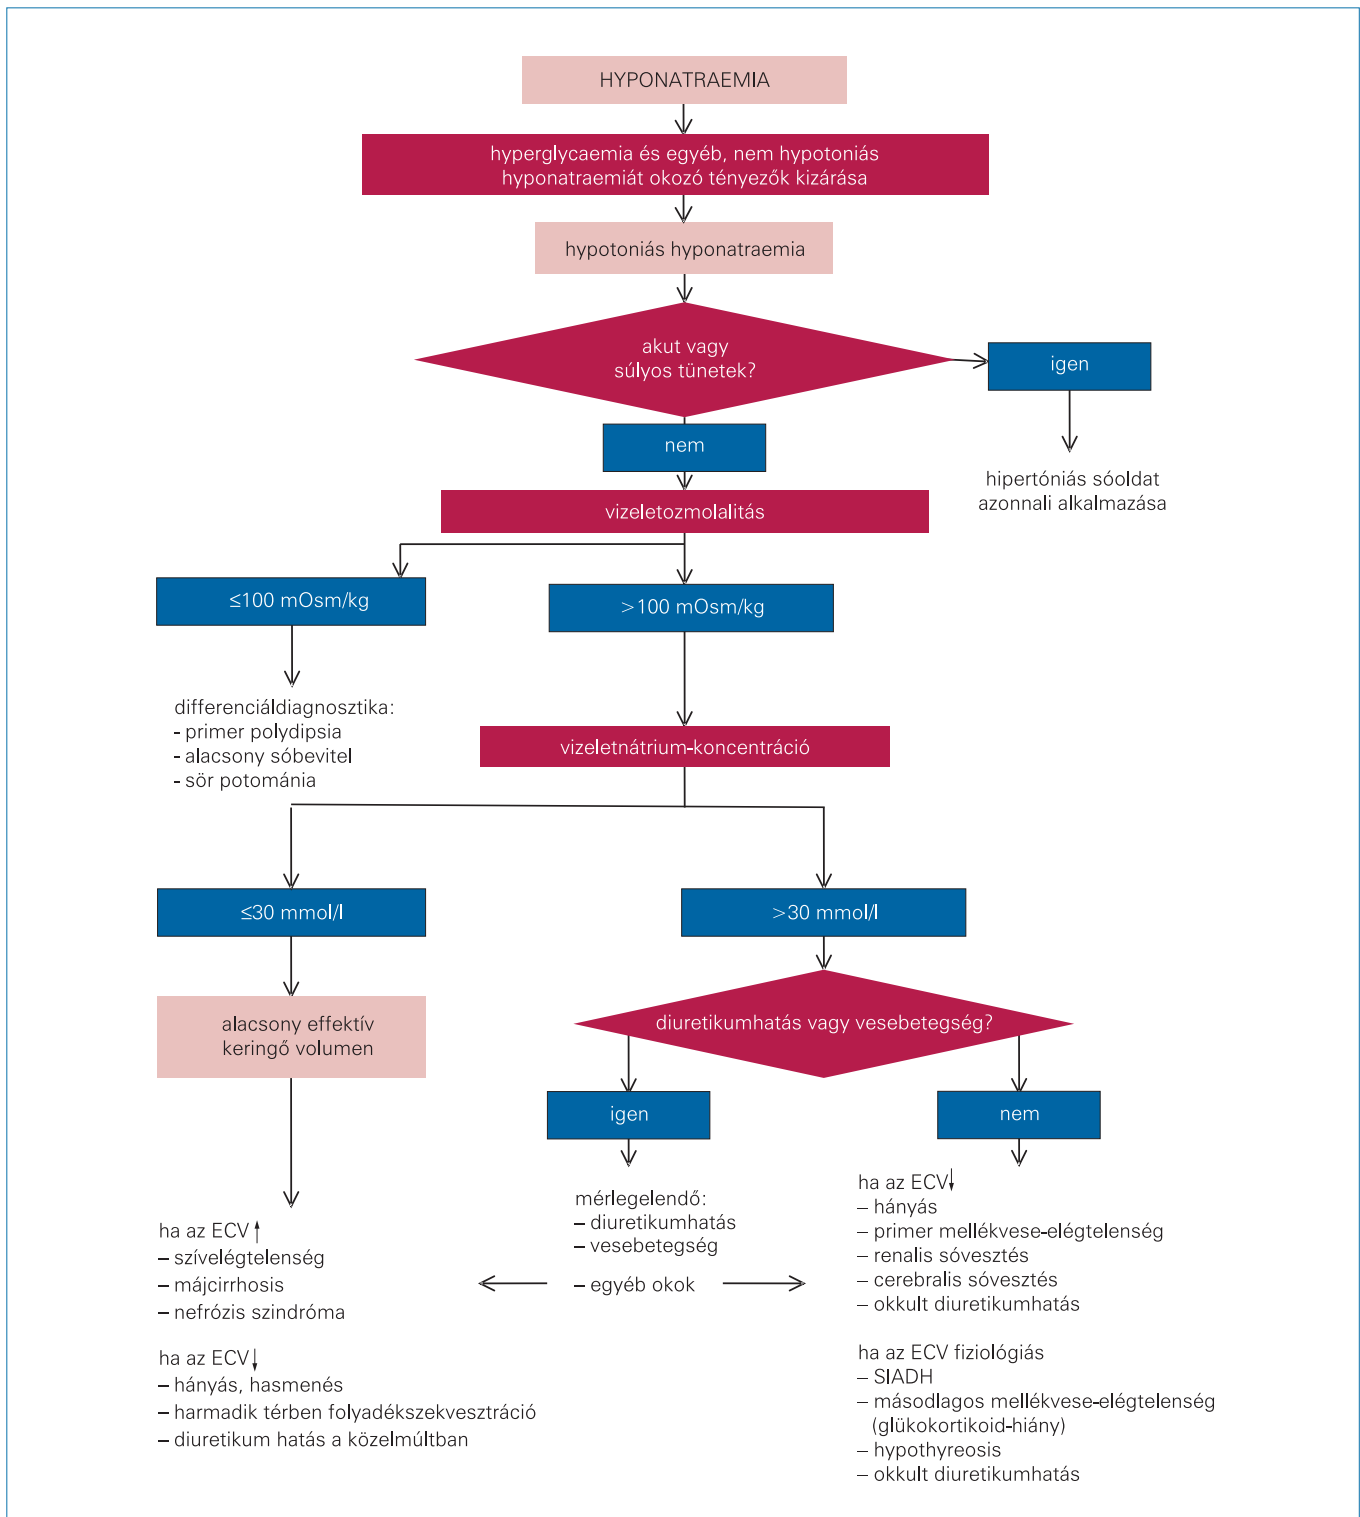 HYPONATRAEMIA
hyperglycaemia és egyéb, nem hypotoniás
hyponatraemiát okozó tényezők kizárása
hypotoniás hyponatraemia
akut vagy
súlyos tünetek?
igen
nem
hipertóniás sóoldat
azonnali alkalmazása
vizeletozmolalitás
≤100 mOsm/kg
>100 mOsm/kg
differenciáldiagnosztika:
- primer polydipsia
- alacsony sóbevitel
- sör potománia
vizeletnátrium-koncentráció
≤30 mmol/l
>30 mmol/l
alacsony effektív
keringő volumen
diuretikumhatás vagy vesebetegség?
igen
nem
ha az ECV↑
– szívelégtelenség
– májcirrhosis
– nefrózis szindróma
ha az ECV↓
– hányás, hasmenés
– harmadik térben folyadékszekvesztráció
– diuretikum hatás a közelmúltban
mérlegelendő:
– diuretikumhatás
– vesebetegség
– egyéb okok
ha az ECV↓
– hányás
– primer mellékvese-elégtelenség
– renalis sóvesztés
– cerebralis sóvesztés
– okkult diuretikumhatás
ha az ECV fiziológiás
– SIADH
– másodlagos mellékvese-elégtelenség
(glükokortikoid-hiány)
– hypothyreosis
– okkult diuretikumhatás